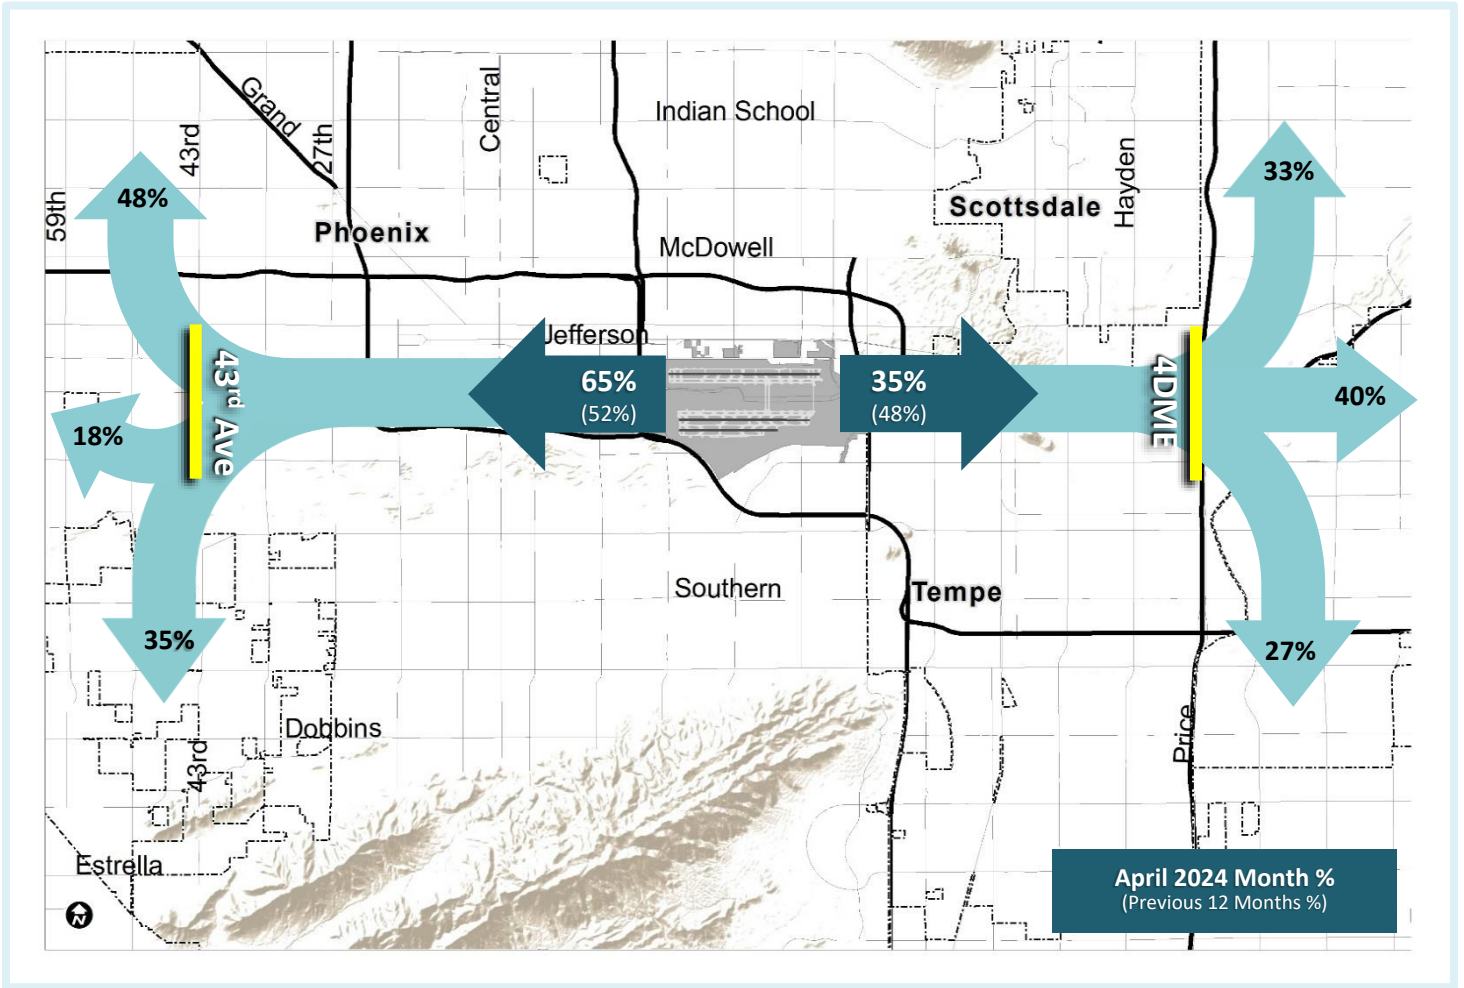 Grand
43rd
27th
Central
Indian School
Hayden
33%
48%
59th
Phoenix
Scottsdale
McDowell
Jefferson
43rd Ave
65%
(52%)
35%
(48%)
4DME
40%
18%
Southern
Tempe
35%
27%
Dobbins
43rd
Price
Estrella
N
April 2024 Month %
(Previous 12 Months %)